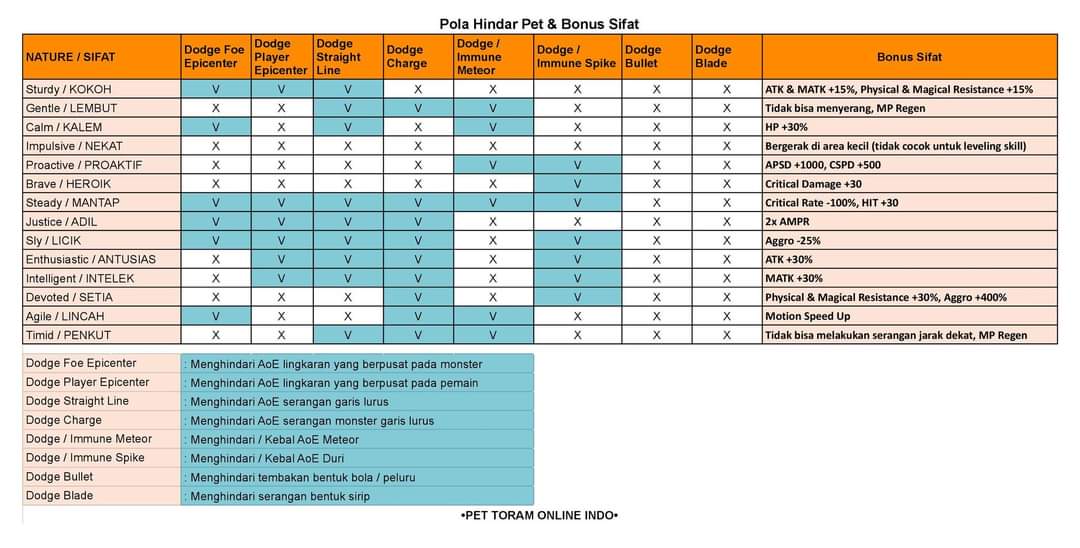 Pola Hindar Pet & Bonus Sifat
NATURE / SIFAT Dodge Foe Epicenter Dodge Player Epicenter Dodge Straight Line Dodge Charge Dodge / Immune Meteor Dodge / Immune Spike Dodge Bullet Dodge Blade Bonus Sifat
Sturdy / KOKOH V V V X X X X X ATK & MATK +15%, Physical & Magical Resistance +15%
Gentle / LEMBUT X X V V V X X X Tidak bisa menyerang, MP Regen
Calm / KALEM V X V X V X X X HP +30%
Impulsive / NEKAT X X X X X X X X Bergerak di area kecil (tidak cocok untuk leveling skill)
Proactive / PROAKTIF X X X X V V X X APSD +1000, CSPD +500
Brave / HEROIK X X X X X V X X Critical Damage +30
Steady / MANTAP V V V V V V X X Critical Rate -100%, HIT +30
Justice / ADIL V V V V X X X X 2x AMPR
Sly / LICIK V V V V X V X X Aggro -25%
Enthusiastic / ANTUSIAS X V V V X V X X ATK +30%
Intelligent / INTELEK X V V V X V X X MATK +30%
Devoted / SETIA X X X V X V X X Physical & Magical Resistance +30%, Aggro +400%
Agile / LINCAH V X X V V X X X Motion Speed Up
Timid / PENKUT X X V V V X X X Tidak bisa melakukan serangan jarak dekat, MP Regen
Dodge Foe Epicenter : Menghindari AoE lingkaran yang berpusat pada monster
Dodge Player Epicenter : Menghindari AoE lingkaran yang berpusat pada pemain
Dodge Straight Line : Menghindari AoE serangan garis lurus
Dodge Charge : Menghindari AoE serangan monster garis lurus
Dodge / Immune Meteor : Menghindari / Kebal AoE Meteor
Dodge / Immune Spike : Menghindari / Kebal AoE Duri
Dodge Bullet : Menghindari tembakan bentuk bola / peluru
Dodge Blade : Menghindari serangan bentuk sirip
•PET TORAM ONLINE INDO•